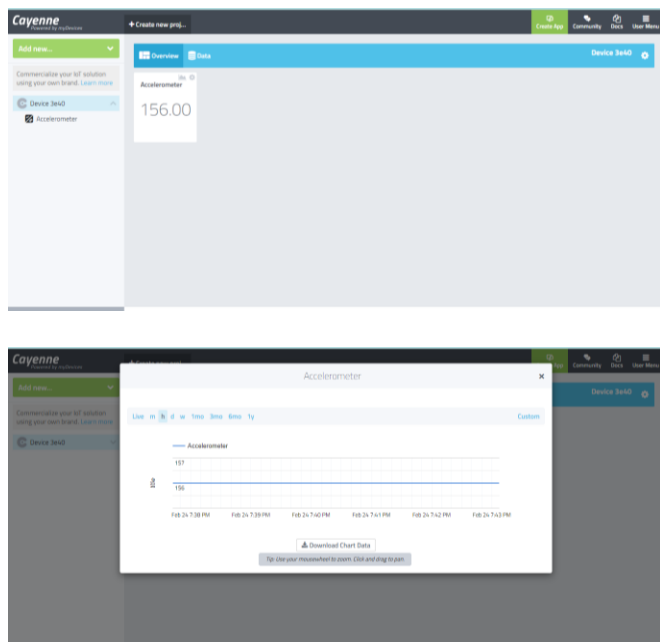 Cayenne
Powered by myDevices
+ Create new proj...
Create App
Community
Docs
User Menu
Add new...
Overview
Data
Device 3e40
Commercialize your IoT solution
using your own brand. Learn more
Device 3e40
Accelerometer
Accelerometer
156.00
Cayenne
Powered by myDevices
App
Community
Docs
User Menu
Add new...
Accelerometer
×
Device 3e40
Commercialize your IoT solution
using your own brand. Learn more
Live m h d w 1mo 3mo 6mo 1y
Custom
Device 3e40
Accelerometer
157
156
Feb 24 7:38 PM
Feb 24 7:39 PM
Feb 24 7:40 PM
Feb 24 7:41 PM
Feb 24 7:42 PM
Feb 24 7:43 PM
Download Chart Data
Tip: Use your mousewheel to zoom. Click and drag to pan.